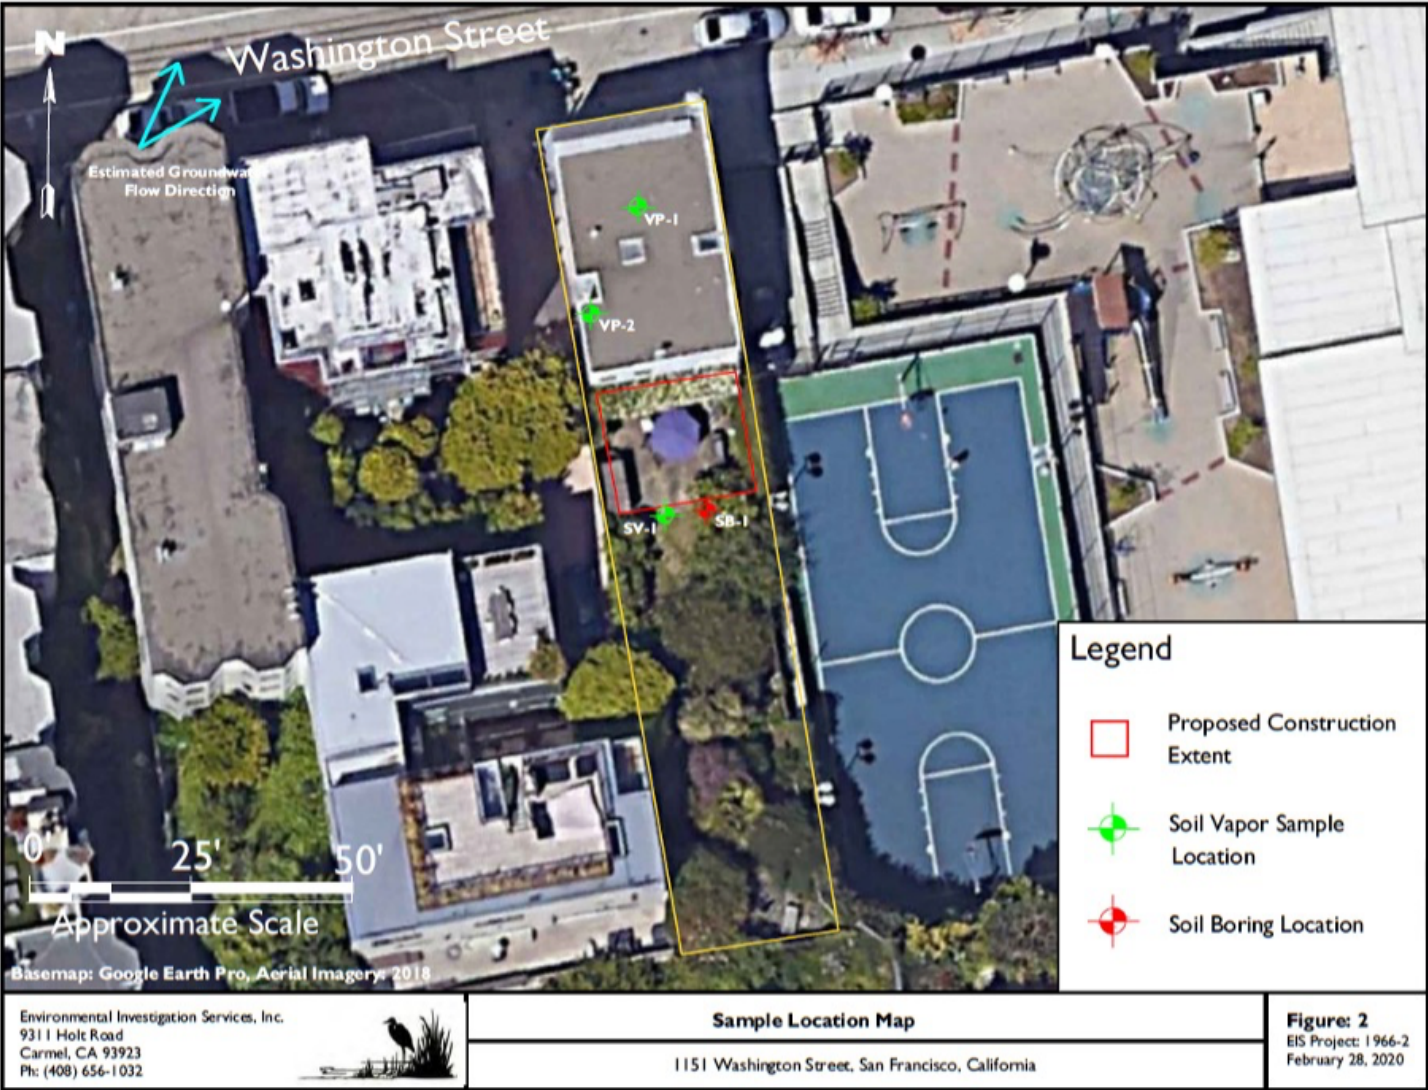 N
Washington Street
Estimated Groundwater
Flow Direction
VP-1
VP-2
SV-1
SB-1
Legend
Proposed Construction
Extent
Soil Vapor Sample
Location
Soil Boring Location
0 25' 50'
Approximate Scale
Basemap: Google Earth Pro, Aerial Imagery: 2018
Environmental Investigation Services, Inc.
9311 Holt Road
Carmel, CA 93923
Ph: (408) 656-1032
Sample Location Map
1151 Washington Street, San Francisco, California
Figure: 2
EIS Project: 1966-2
February 28, 2020